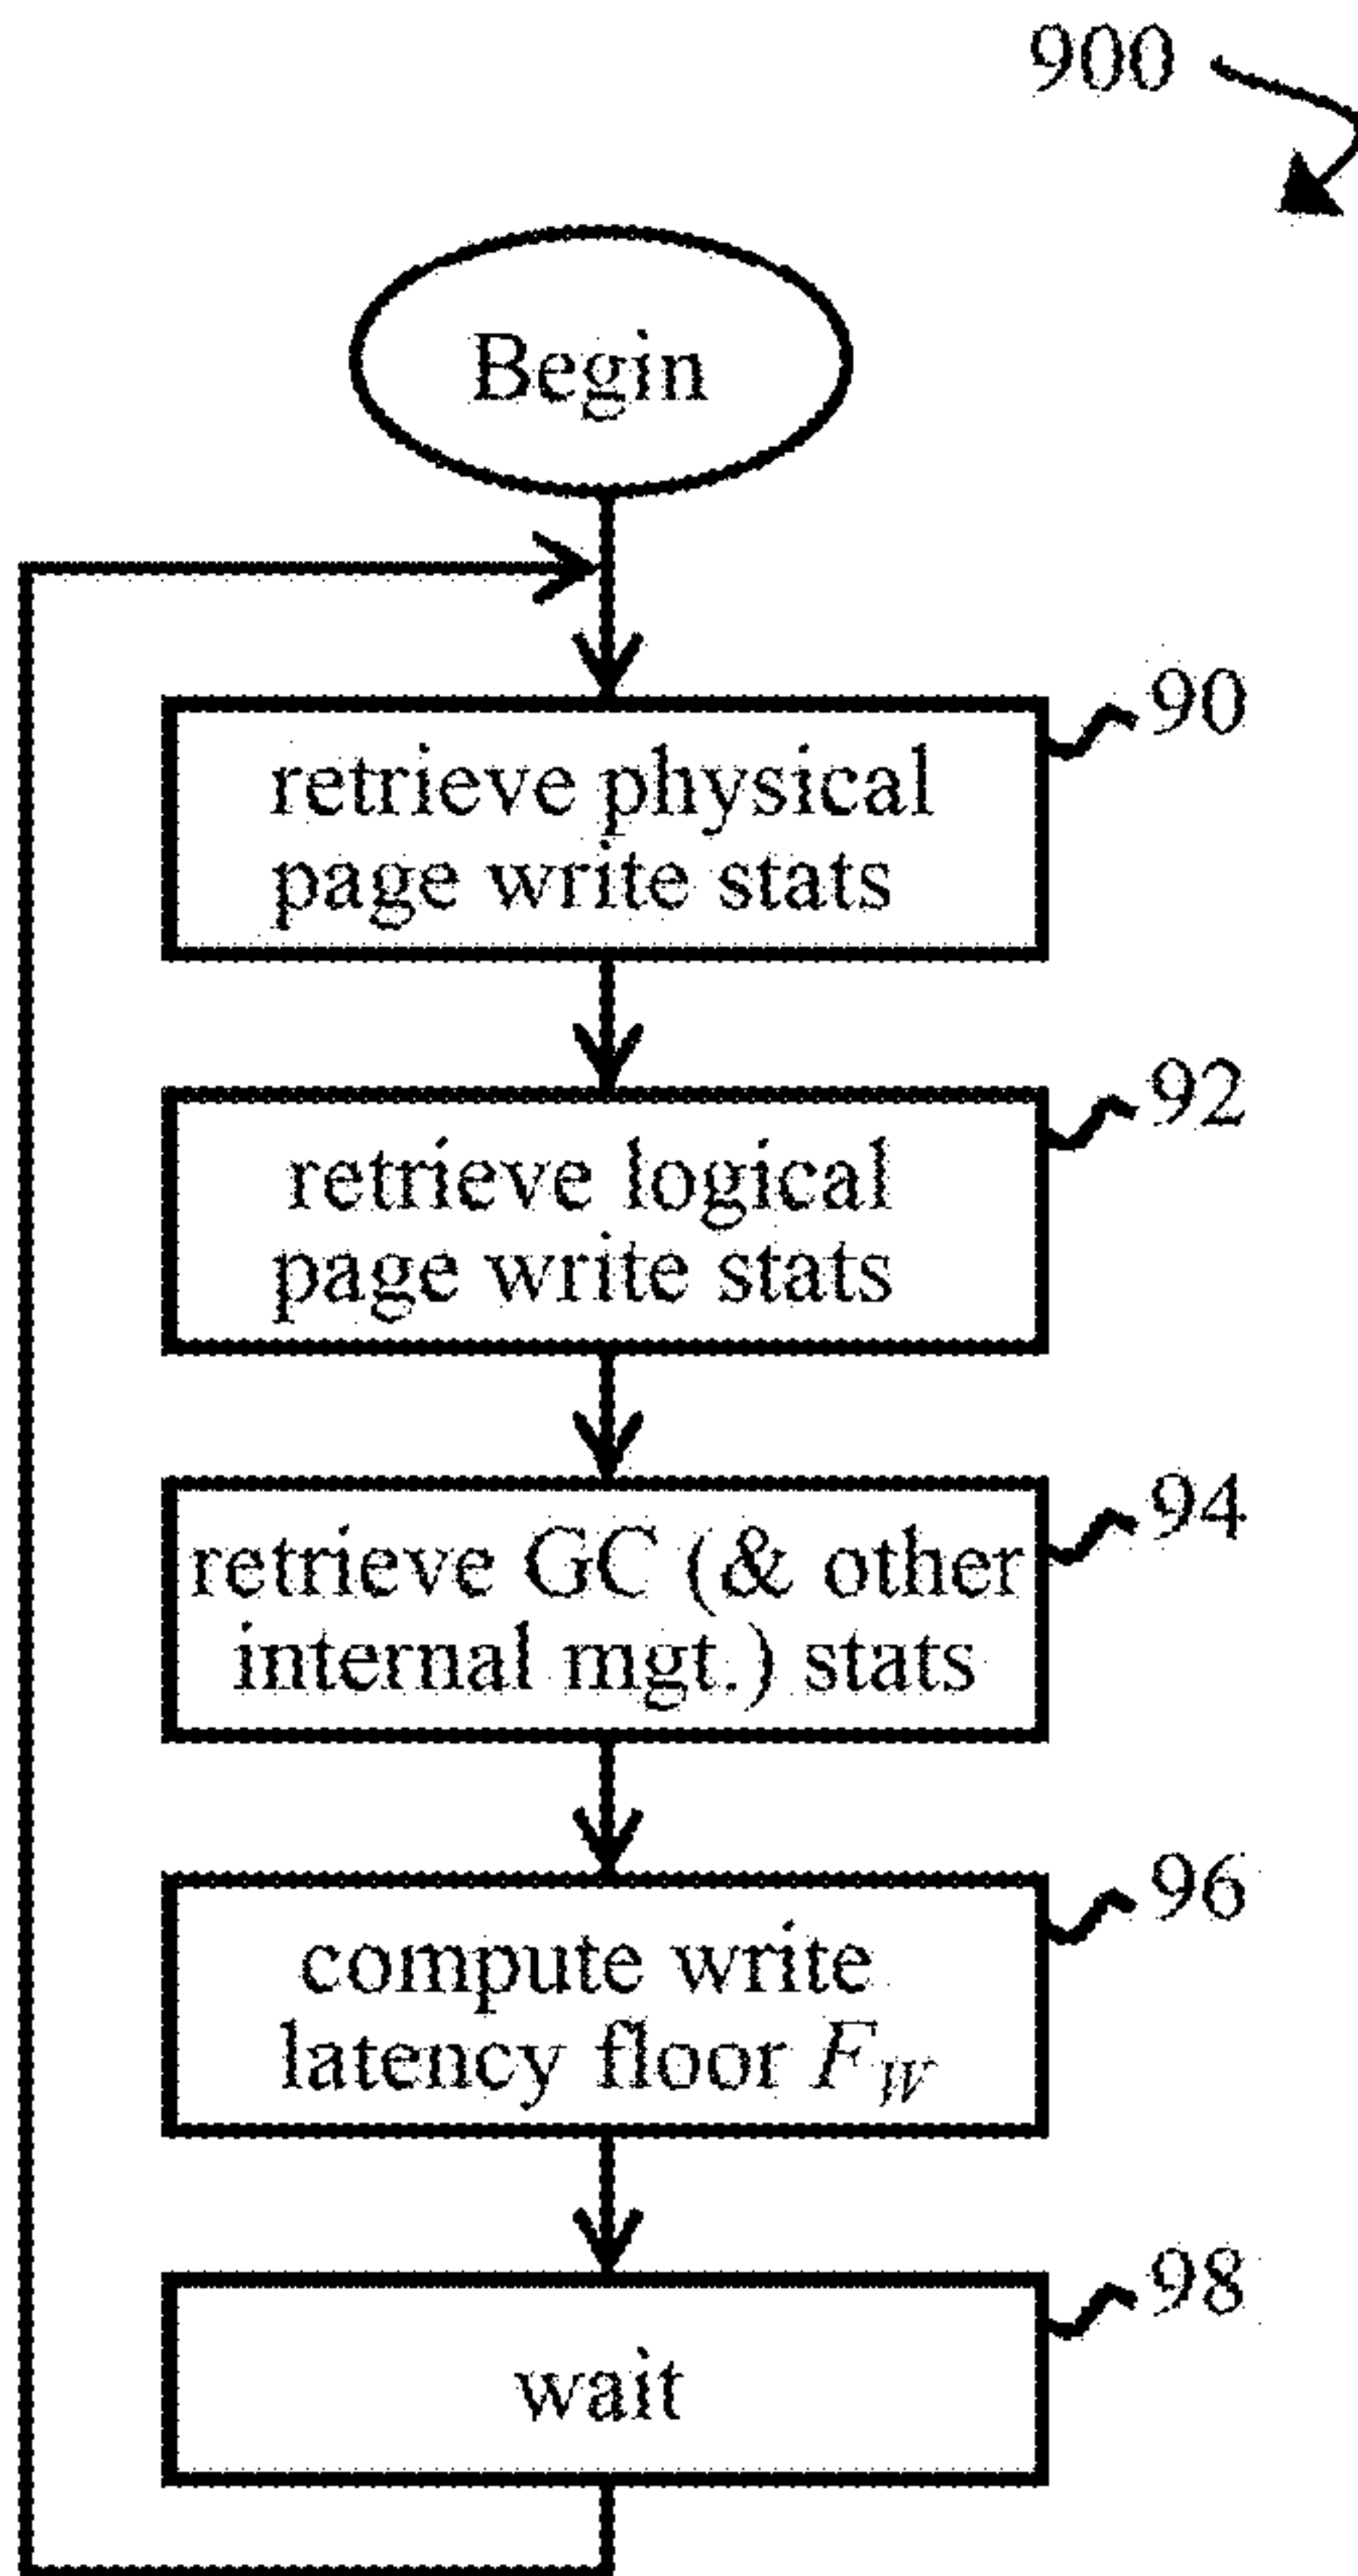 900
Begin
90
retrieve physical
page write stats
92
retrieve logical
page write stats
94
retrieve GC (& other
internal mgt.) stats
96
compute write
latency floor F_W
98
wait